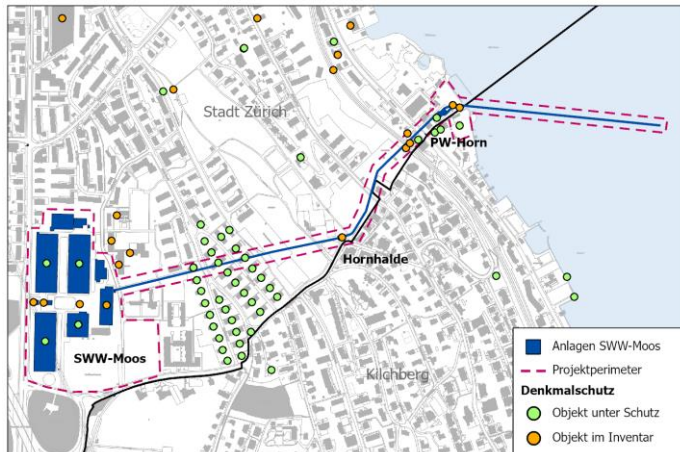 Stadt Zürich
PW-Horn
Hornhalde
SWW-Moos
Kilchberg
Anlagen SWW-Moos
Projektperimeter
Denkmalschutz
Objekt unter Schutz
Objekt im Inventar